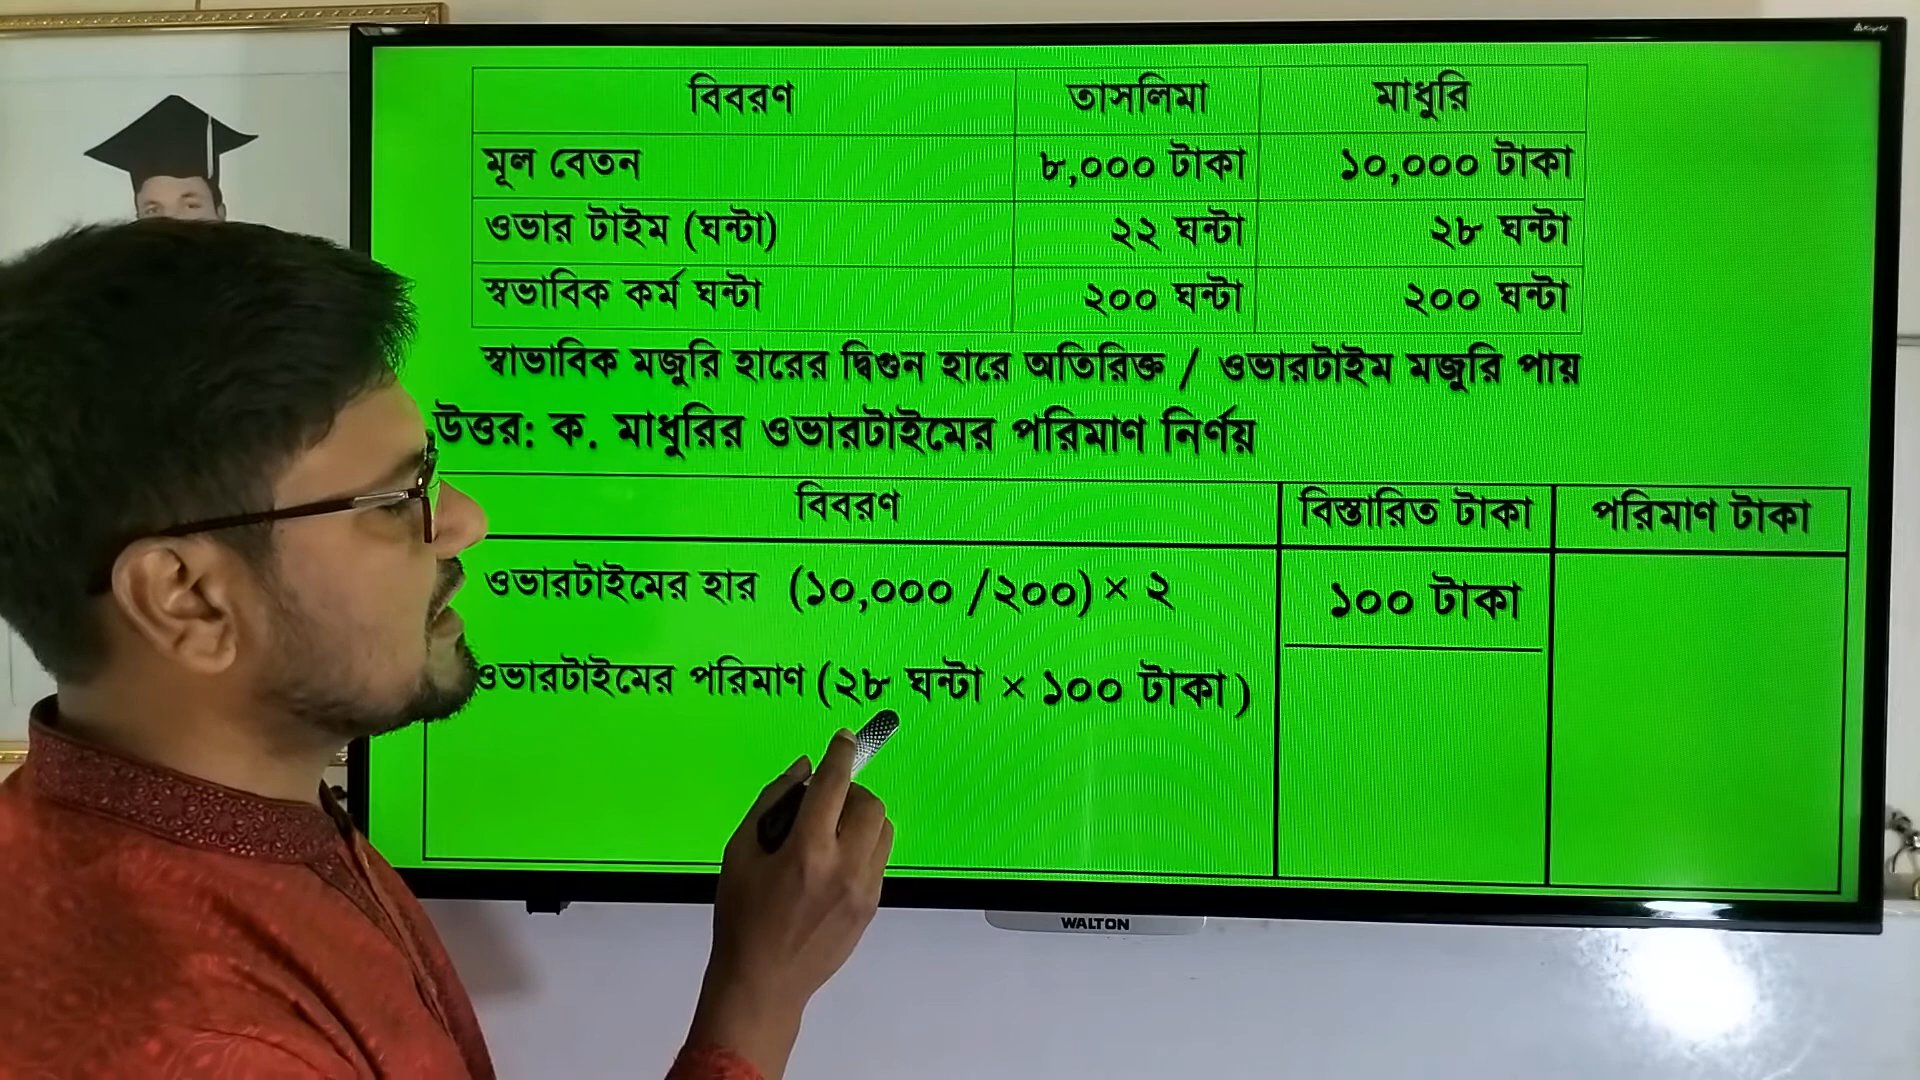 বিবরণ তাসলিমা মাধুরি
মূল বেতন ৮,০০০ টাকা ১০,০০০ টাকা
ওভার টাইম (ঘন্টা) ২২ ঘন্টা ২৮ ঘন্টা
স্বভাবিক কর্ম ঘন্টা ২০০ ঘন্টা ২০০ ঘন্টা
স্বাভাবিক মজুরি হারের দ্বিগুন হারে অতিরিক্ত / ওভারটাইম মজুরি পায়
উত্তর: ক. মাধুরির ওভারটাইমের পরিমাণ নির্ণয়
বিবরণ বিস্তারিত টাকা পরিমাণ টাকা
ওভারটাইমের হার (১০,০০০ /২০০) × ২ ১০০ টাকা
ওভারটাইমের পরিমাণ (২৮ ঘন্টা × ১০০ টাকা)
WALTON